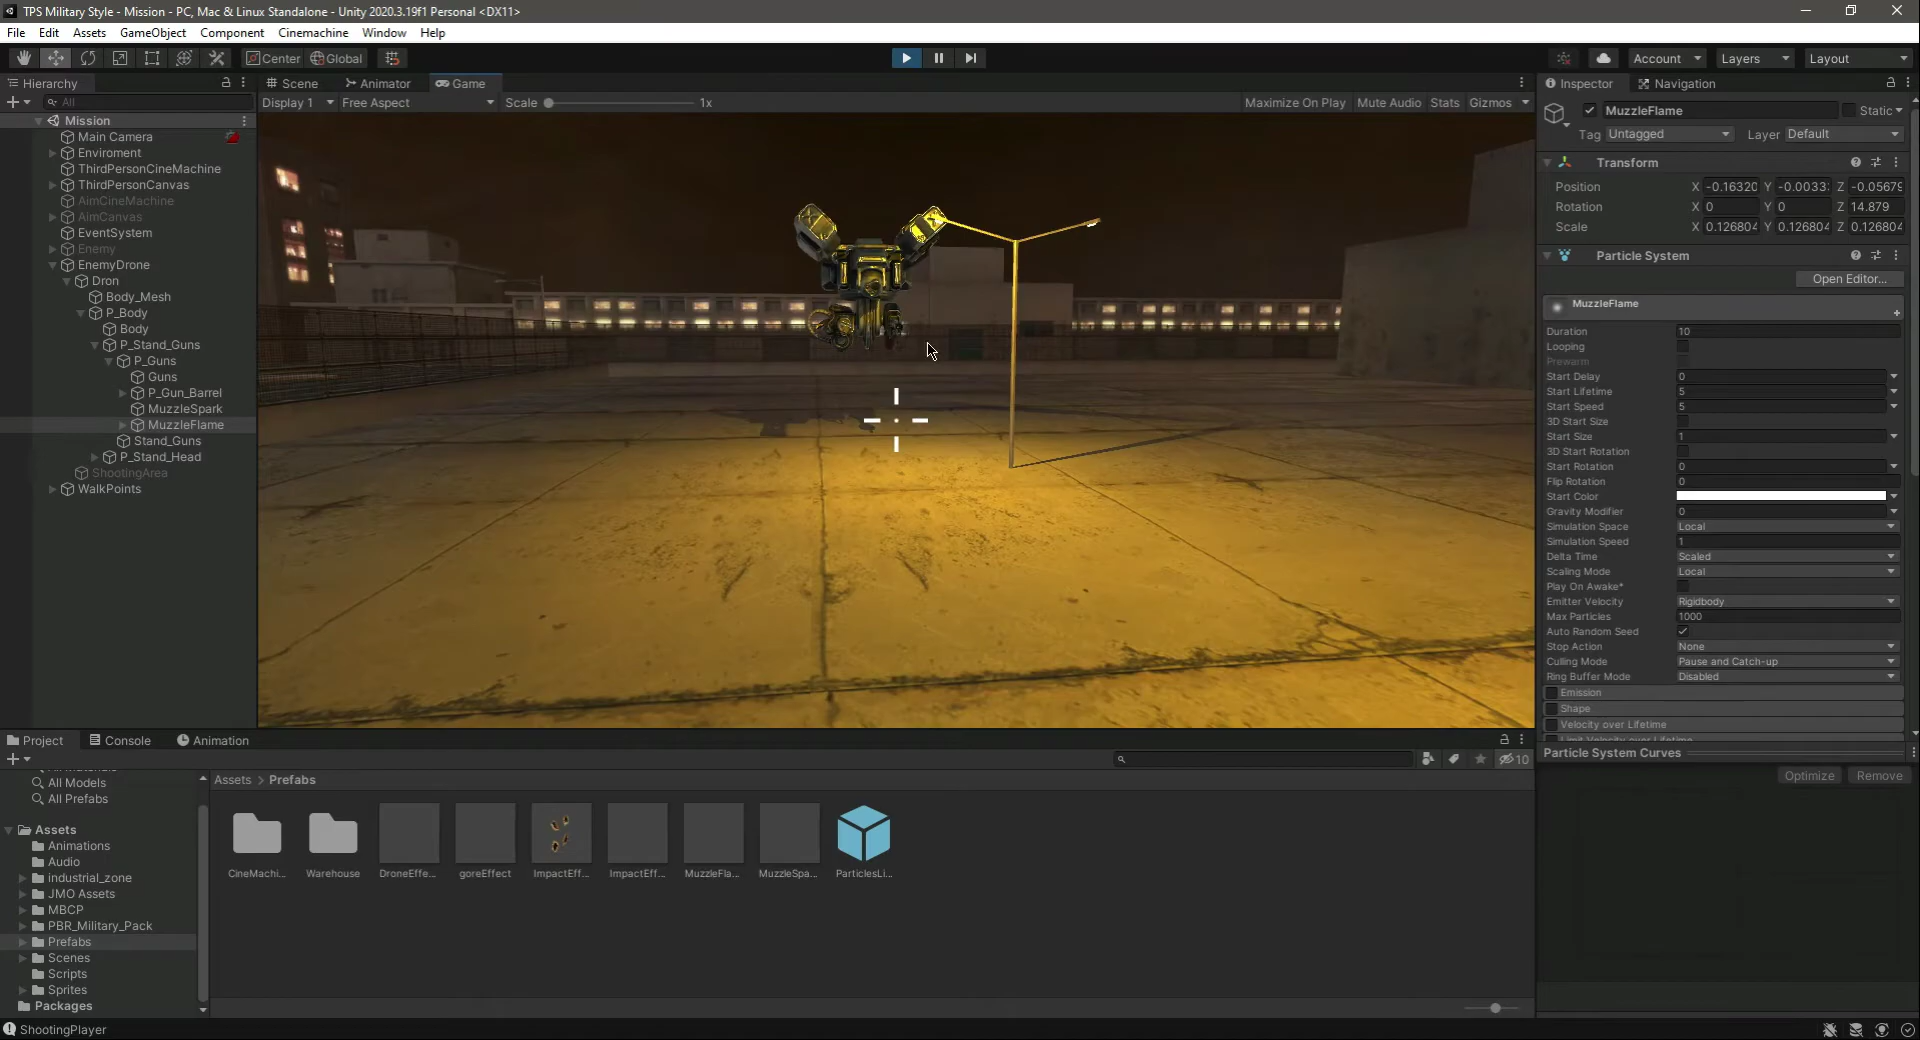 TPS Military Style - Mission - PC, Mac & Linux Standalone - Unity 2020.3.19f1 Personal <DX11>
File Edit Assets GameObject Component Cinemachine Window Help
Center Global Account Layers Layout
Hierarchy
Scene Animator Game
Inspector Navigation
All
Display 1 Free Aspect Scale 1x Maximize On Play Mute Audio Stats Gizmos
Mission
Main Camera
Enviroment
ThirdPersonCineMachine
ThirdPersonCanvas
AimCineMachine
AimCanvas
EventSystem
Enemy
EnemyDrone
Dron
Body_Mesh
P_Body
Body
P_Stand_Guns
P_Guns
Guns
P_Gun_Barrel
MuzzleSpark
MuzzleFlame
Stand_Guns
P_Stand_Head
ShootingArea
WalkPoints
MuzzleFlame Static
Tag Untagged Layer Default
Transform
Position X -0.16320 Y -0.0033: Z -0.05679
Rotation X 0 Y 0 Z 14.879
Scale X 0.126804 Y 0.126804 Z 0.126804
Particle System
Open Editor...
MuzzleFlame
Duration 10
Looping
Prewarm
Start Delay 0
Start Lifetime 5
Start Speed 5
3D Start Size
Start Size 1
3D Start Rotation
Start Rotation 0
Flip Rotation 0
Start Color
Gravity Modifier 0
Simulation Space Local
Simulation Speed 1
Delta Time Scaled
Scaling Mode Local
Play On Awake*
Emitter Velocity Rigidbody
Max Particles 1000
Auto Random Seed
Stop Action None
Culling Mode Pause and Catch-up
Ring Buffer Mode Disabled
Emission
Shape
Velocity over Lifetime
Limit Velocity over Lifetime
Particle System Curves
Optimize Remove
Project Console Animation
10
All Models
All Prefabs
Assets
Animations
Audio
industrial_zone
JMO Assets
MBCP
PBR_Military_Pack
Prefabs
Scenes
Scripts
Sprites
Packages
Assets > Prefabs
CineMachi... Warehouse DroneEffe... goreEffect ImpactEff... ImpactEff... MuzzleFla... MuzzleSpa... ParticlesLi...
ShootingPlayer